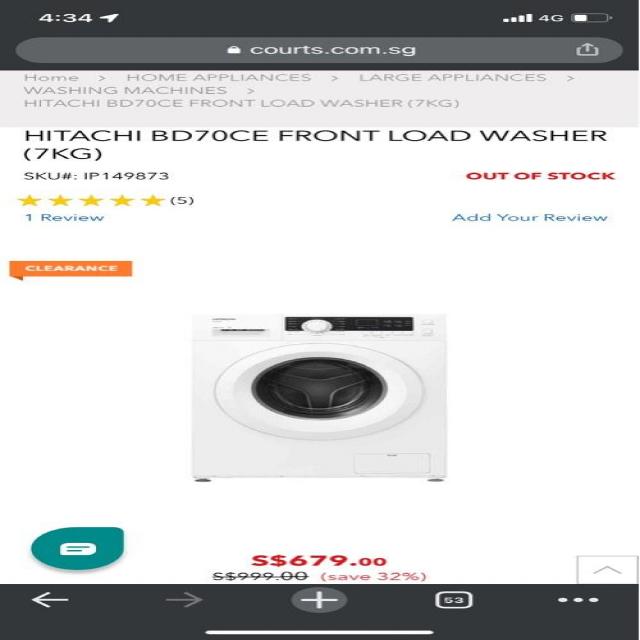 4:34
4G
courts.com.sg
Home > HOME APPLIANCES > LARGE APPLIANCES >
WASHING MACHINES >
HITACHI BD70CE FRONT LOAD WASHER (7KG)
HITACHI BD70CE FRONT LOAD WASHER
(7KG)
SKU#: IP149873
OUT OF STOCK
(5)
1 Review
Add Your Review
CLEARANCE
S$679.00
S$999.00 (save 32%)
53